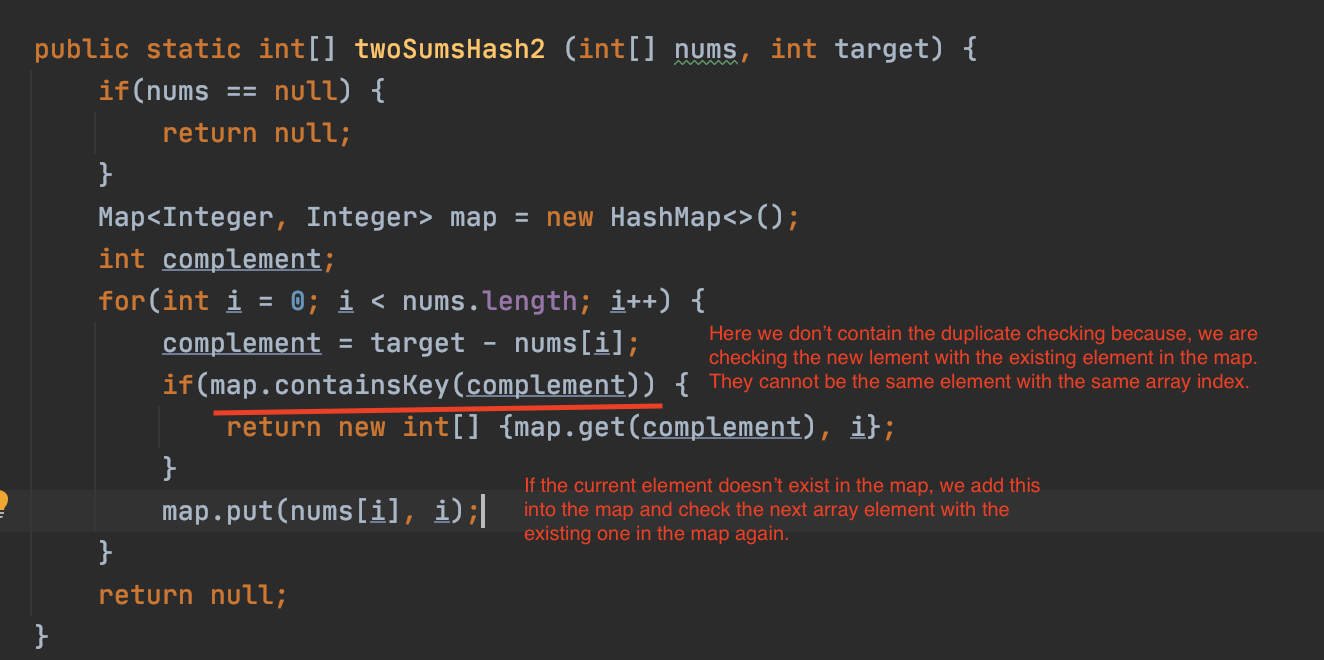 public static int[] twoSumsHash2 (int[] nums, int target) {
if(nums == null) {
return null;
}
Map<Integer, Integer> map = new HashMap<>();
int complement;
for(int i = 0; i < nums.length; i++) {
complement = target - nums[i];
Here we don't contain the duplicate checking because, we are
checking the new lement with the existing element in the map.
They cannot be the same element with the same array index.
if(map.containsKey(complement)) {
return new int[] {map.get(complement), i};
}
If the current element doesn't exist in the map, we add this
into the map and check the next array element with the
existing one in the map again.
map.put(nums[i], i);
}
return null;
}